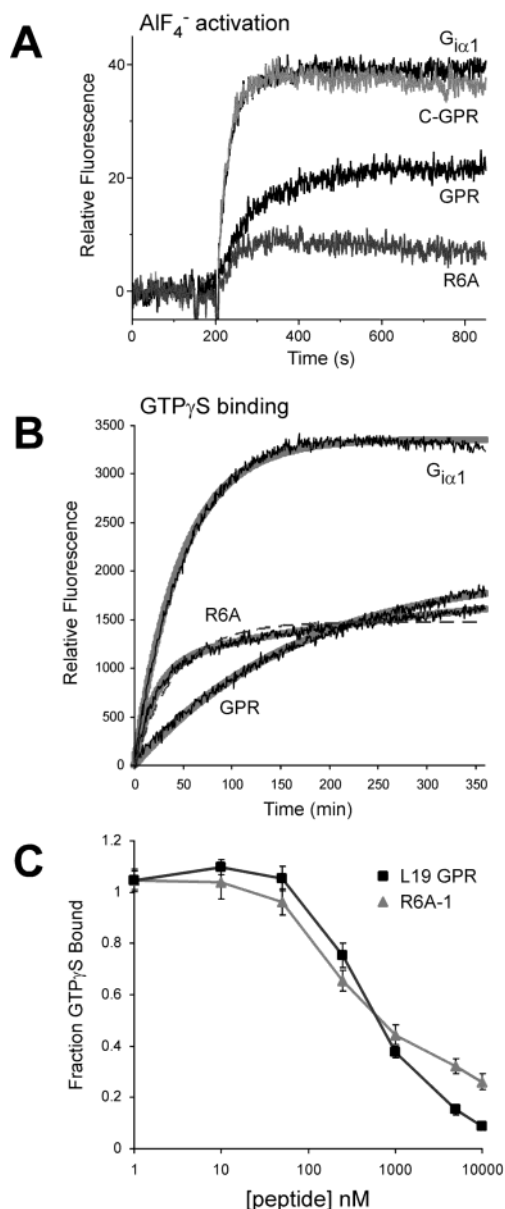 A
AlF₄⁻ activation
Relative Fluorescence
40
20
0
Giα1
C-GPR
GPR
R6A
0 200 400 600 800
Time (s)
B
GTPγS binding
Relative Fluorescence
3500
3000
2500
2000
1500
1000
500
0
Giα1
R6A
GPR
0 50 100 150 200 250 300 350
Time (min)
C
Fraction GTPγS Bound
1.2
1
0.8
0.6
0.4
0.2
0
L19 GPR
R6A-1
1 10 100 1000 10000
[peptide] nM